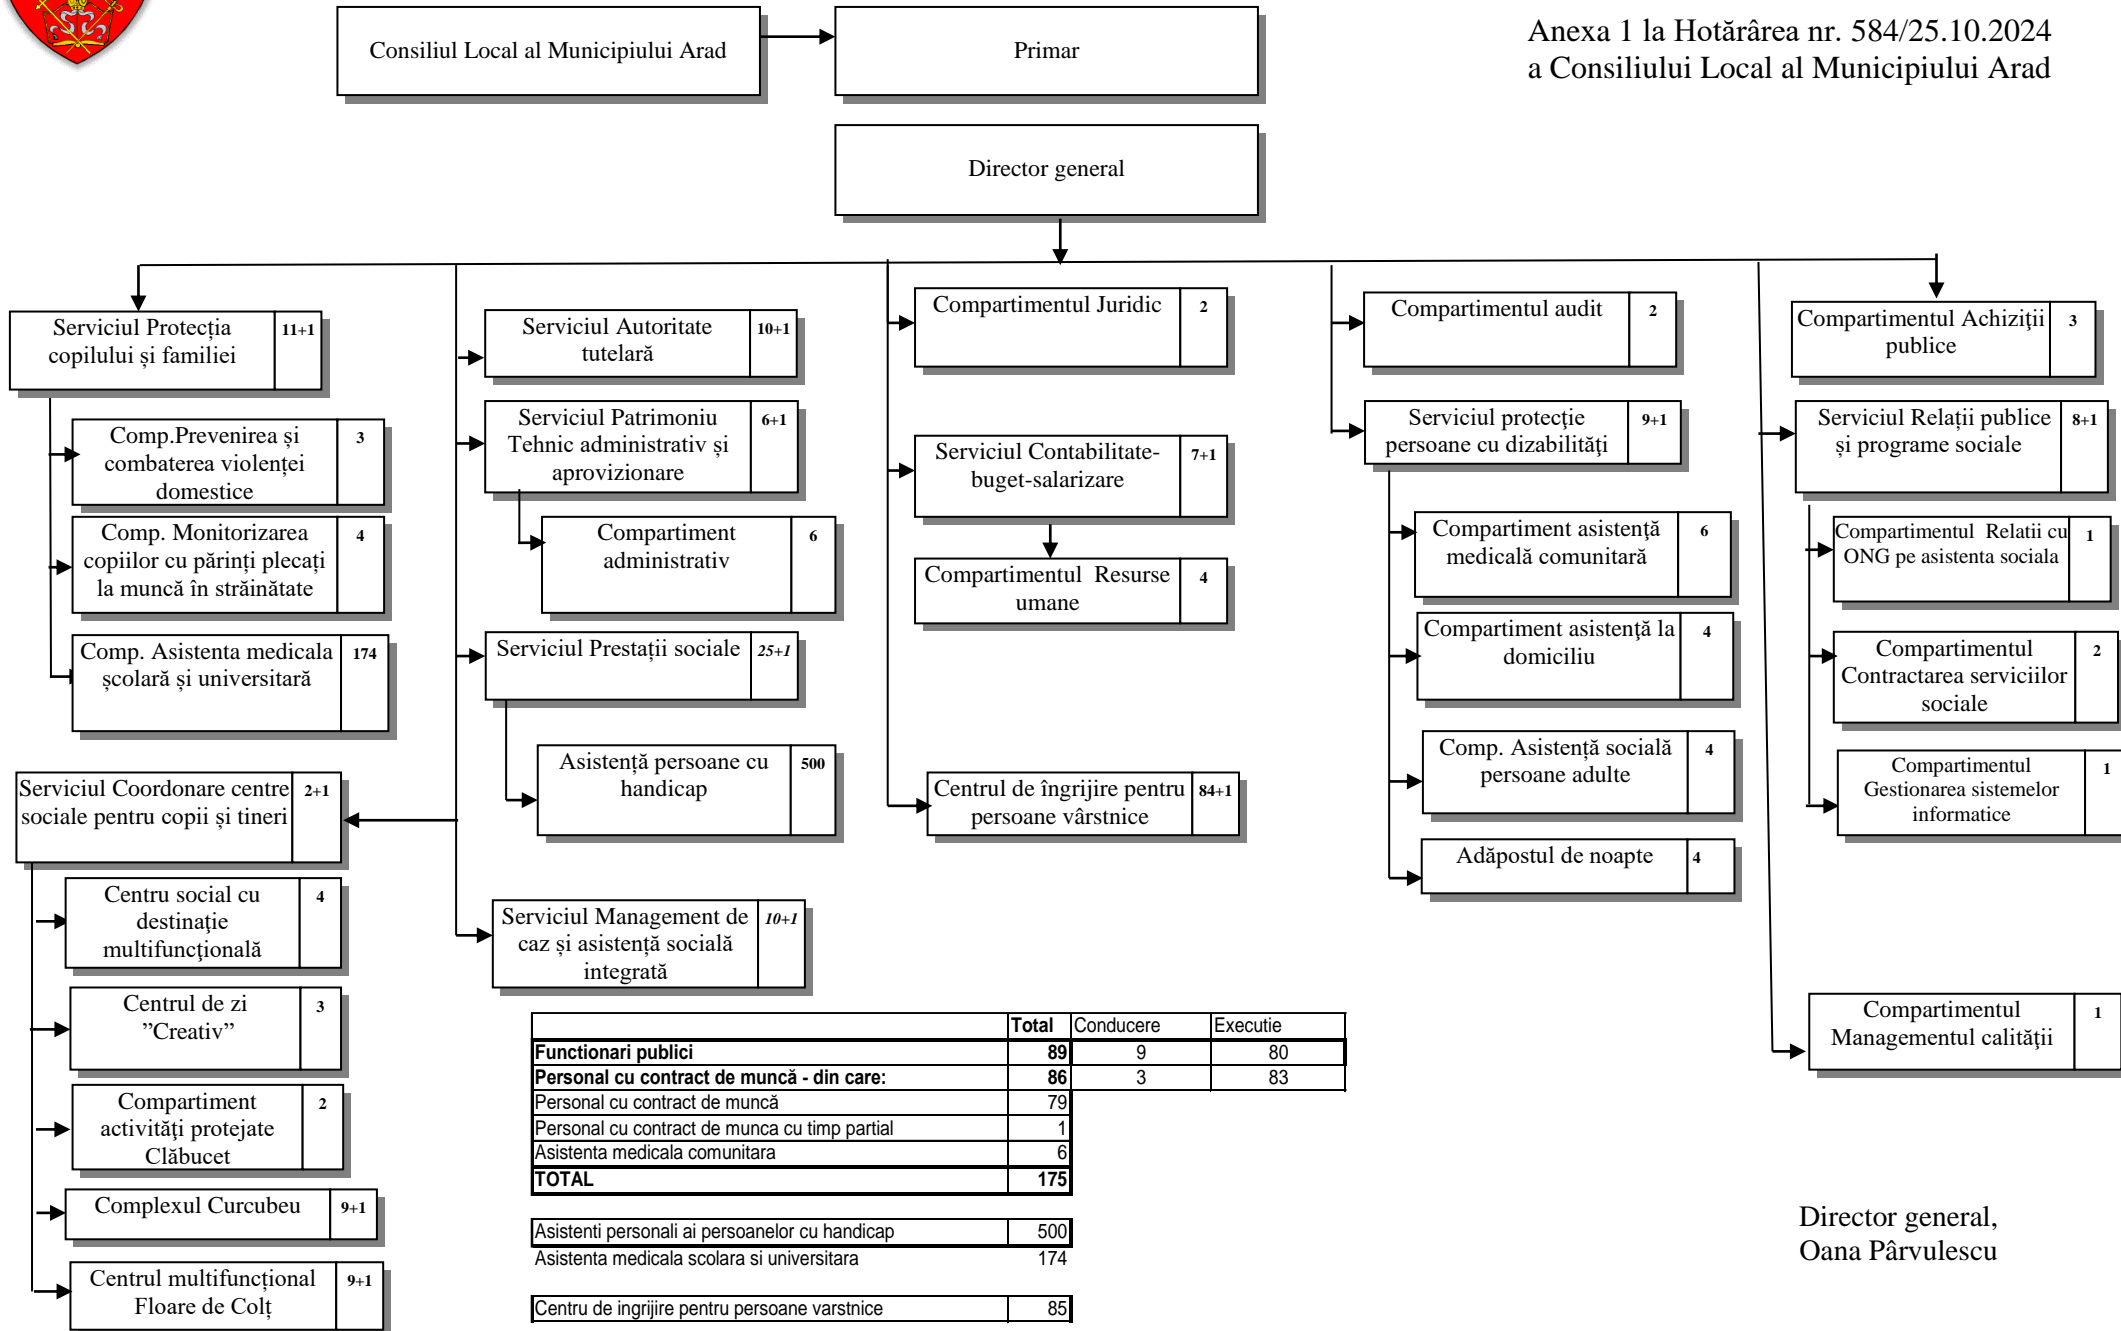 Anexa 1 la Hotărârea nr. 584/25.10.2024
a Consiliului Local al Municipiului Arad
Consiliul Local al Municipiului Arad
Primar
Director general
Serviciul Protecția
copilului și familiei
11+1
Comp.Prevenirea și
combaterea violenței
domestice
3
Comp. Monitorizarea
copiilor cu părinți plecați
la muncă în străinătate
4
Comp. Asistenta medicala
școlară și universitară
174
Serviciul Coordonare centre
sociale pentru copii și tineri
2+1
Centru social cu
destinaţie
multifuncţională
4
Centrul de zi
”Creativ”
3
Compartiment
activităţi protejate
Clăbucet
2
Complexul Curcubeu
9+1
Centrul multifuncțional
Floare de Colț
9+1
Serviciul Autoritate
tutelară
10+1
Serviciul Patrimoniu
Tehnic administrativ și
aprovizionare
6+1
Compartiment
administrativ
6
Serviciul Prestații sociale
25+1
Asistență persoane cu
handicap
500
Serviciul Management de
caz și asistență socială
integrată
10+1
Compartimentul Juridic
2
Serviciul Contabilitate-
buget-salarizare
7+1
Compartimentul Resurse
umane
4
Centrul de îngrijire pentru
persoane vârstnice
84+1
Compartimentul audit
2
Serviciul protecţie
persoane cu dizabilităţi
9+1
Compartiment asistenţă
medicală comunitară
6
Compartiment asistenţă la
domiciliu
4
Comp. Asistență socială
persoane adulte
4
Adăpostul de noapte
4
Compartimentul Achiziţii
publice
3
Serviciul Relații publice
și programe sociale
8+1
Compartimentul Relatii cu
ONG pe asistenta sociala
1
Compartimentul
Contractarea serviciilor
sociale
2
Compartimentul
Gestionarea sistemelor
informatice
1
Compartimentul
Managementul calităţii
1
Total Conducere Executie
Functionari publici 89 9 80
Personal cu contract de muncă - din care: 86 3 83
Personal cu contract de muncă 79
Personal cu contract de munca cu timp partial 1
Asistenta medicala comunitara 6
TOTAL 175
Asistenti personali ai persoanelor cu handicap 500
Asistenta medicala scolara si universitara 174
Centru de ingrijire pentru persoane varstnice 85
Director general,
Oana Pârvulescu